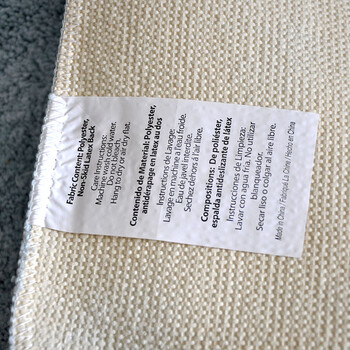 Fabric Content: Polyester,
Non-Skid Latex Back
Care Instructions:
Machine wash cold water.
Do not bleach.
Hang to dry or air dry flat.
Contenido de Material: Polyester,
antidérapage en latex au dos
Instructions de Lavage:
Lavage en machine à l'eau froide.
Eau de javel interdite.
Sechez dehors à l'air libre.
Compositions: De poliéster,
espalda antideslizante de látex
Instrucciones de Limpieza:
Lavar con agua fría. No utilizar
blanqueador.
Secar liso o colgar al aire libre.
Made in China / Fabriqué La Chine / Hecho en China